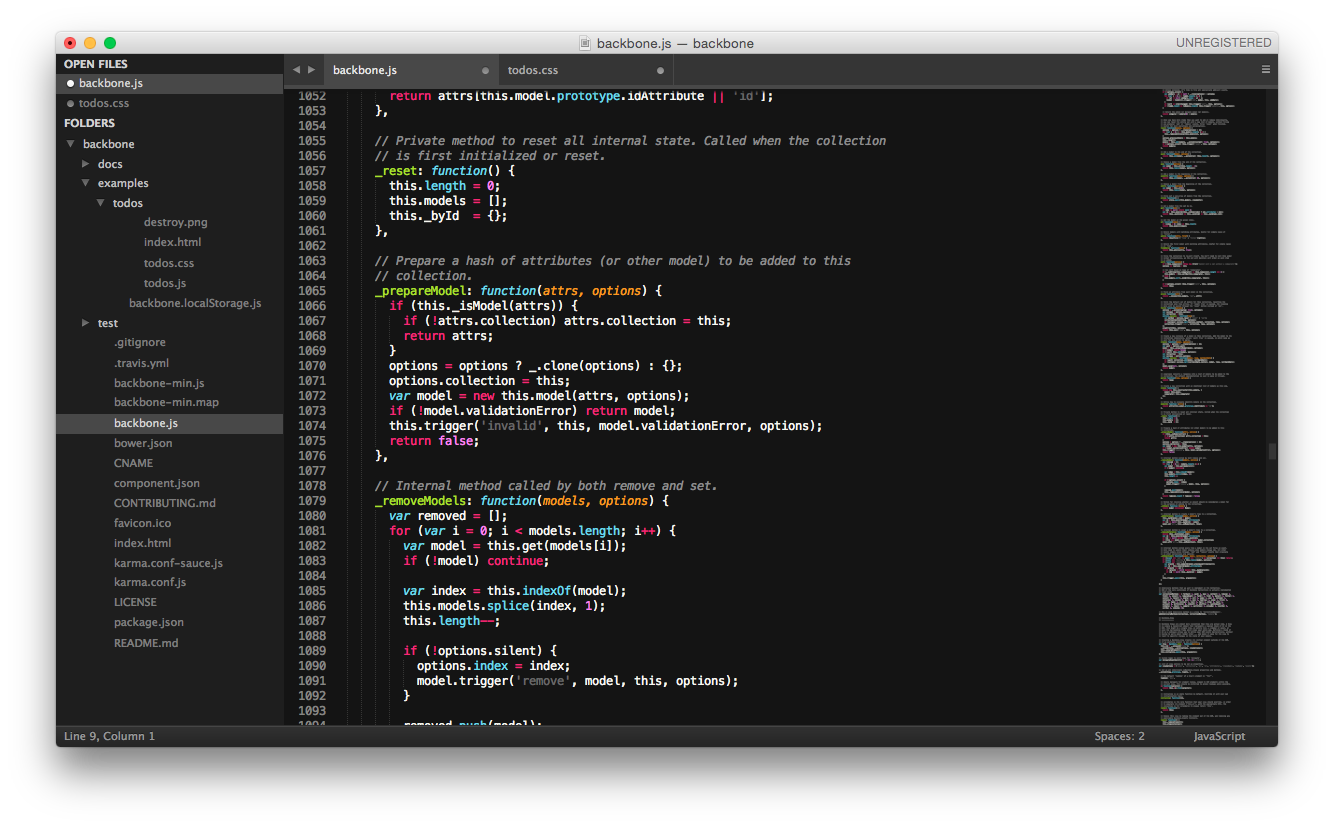 backbone.js — backbone
UNREGISTERED
OPEN FILES
backbone.js
todos.css
FOLDERS
backbone
docs
examples
todos
destroy.png
index.html
todos.css
todos.js
backbone.localStorage.js
test
.gitignore
.travis.yml
backbone-min.js
backbone-min.map
backbone.js
bower.json
CNAME
component.json
CONTRIBUTING.md
favicon.ico
index.html
karma.conf-sauce.js
karma.conf.js
LICENSE
package.json
README.md
backbone.js
todos.css
1052 return attrs[this.model.prototype.idAttribute || 'id'];
1053 },
1054
1055 // Private method to reset all internal state. Called when the collection
1056 // is first initialized or reset.
1057 _reset: function() {
1058 this.length = 0;
1059 this.models = [];
1060 this._byId  = {};
1061 },
1062
1063 // Prepare a hash of attributes (or other model) to be added to this
1064 // collection.
1065 _prepareModel: function(attrs, options) {
1066 if (this._isModel(attrs)) {
1067 if (!attrs.collection) attrs.collection = this;
1068 return attrs;
1069 }
1070 options = options ? _.clone(options) : {};
1071 options.collection = this;
1072 var model = new this.model(attrs, options);
1073 if (!model.validationError) return model;
1074 this.trigger('invalid', this, model.validationError, options);
1075 return false;
1076 },
1077
1078 // Internal method called by both remove and set.
1079 _removeModels: function(models, options) {
1080 var removed = [];
1081 for (var i = 0; i < models.length; i++) {
1082 var model = this.get(models[i]);
1083 if (!model) continue;
1084
1085 var index = this.indexOf(model);
1086 this.models.splice(index, 1);
1087 this.length--;
1088
1089 if (!options.silent) {
1090 options.index = index;
1091 model.trigger('remove', model, this, options);
1092 }
1093
1094 removed.push(model);
Line 9, Column 1
Spaces: 2
JavaScript